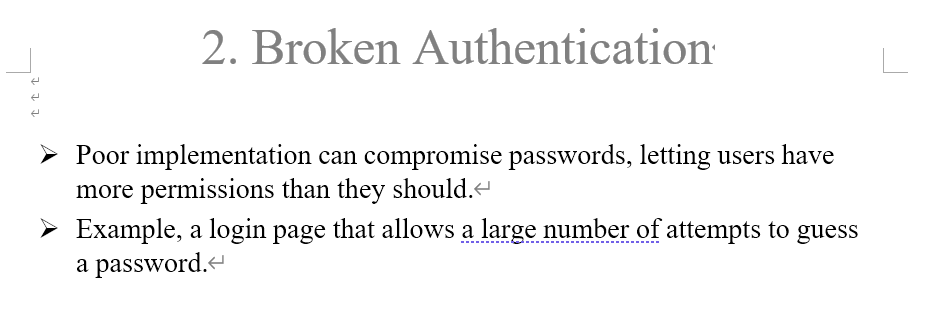 2. Broken Authentication
➢ Poor implementation can compromise passwords, letting users have
more permissions than they should.
➢ Example, a login page that allows a large number of attempts to guess
a password.